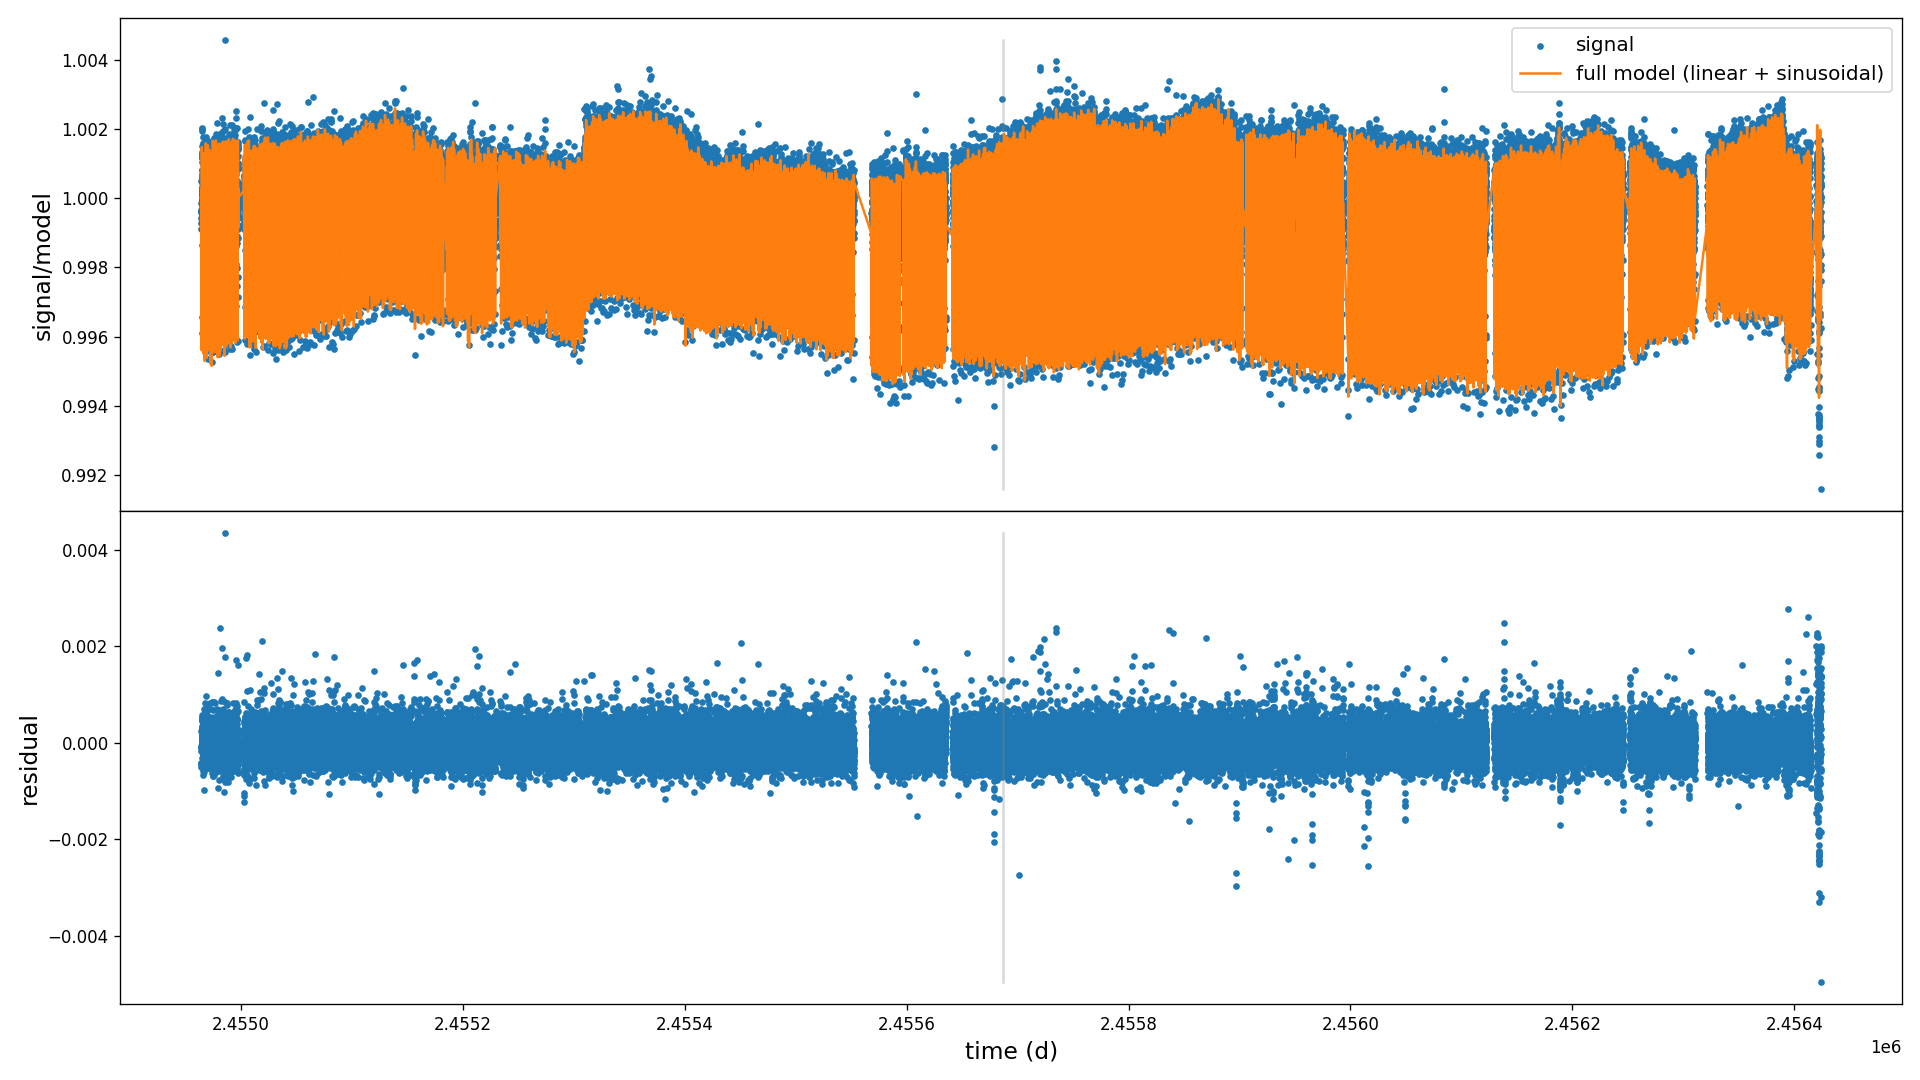 signal
full model (linear + sinusoidal)
signal/model
1.004
1.002
1.000
0.998
0.996
0.994
0.992
residual
0.004
0.002
0.000
−0.002
−0.004
2.4550 2.4552 2.4554 2.4556 2.4558 2.4560 2.4562 2.4564
1e6
time (d)